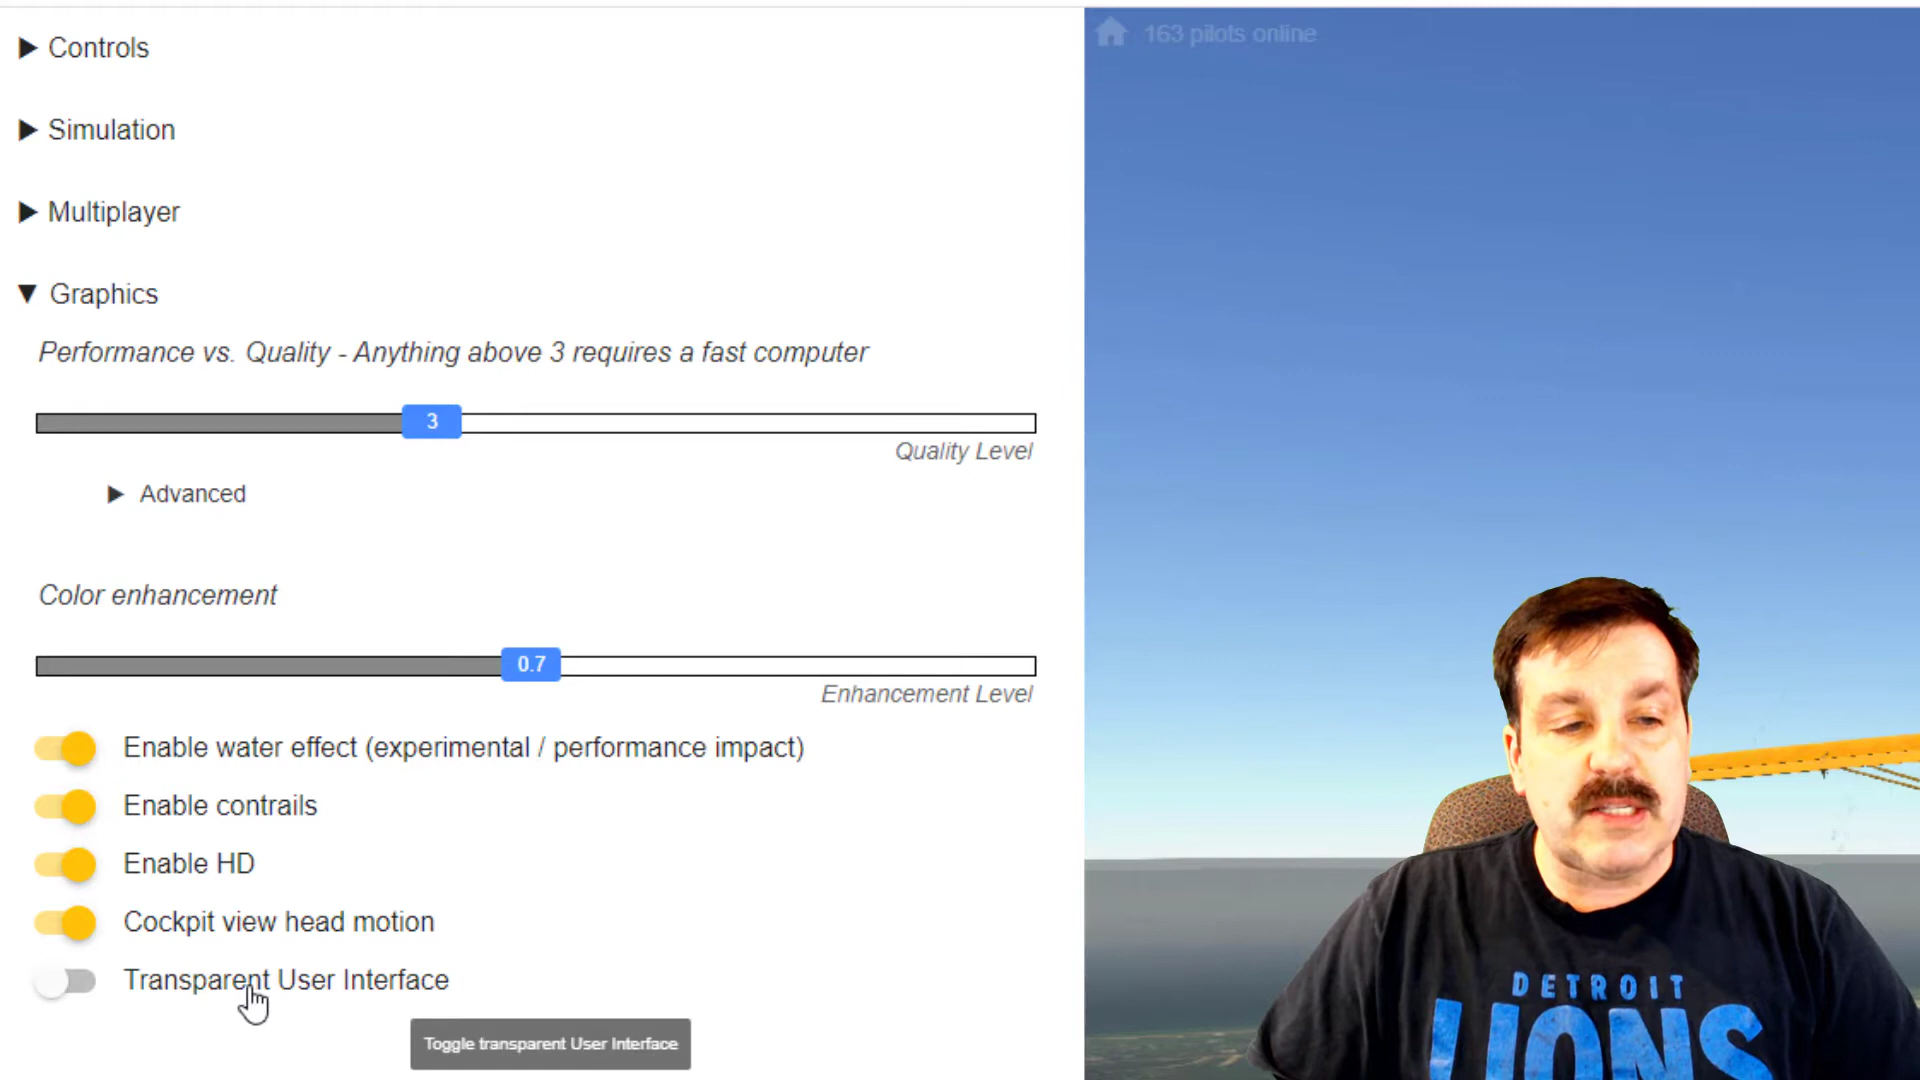 ▶ Controls
▶ Simulation
▶ Multiplayer
▼ Graphics
Performance vs. Quality - Anything above 3 requires a fast computer
3
Quality Level
▶ Advanced
Color enhancement
0.7
Enhancement Level
Enable water effect (experimental / performance impact)
Enable contrails
Enable HD
Cockpit view head motion
Transparent User Interface
Toggle transparent User Interface
163 pilots online
DETROIT
LIONS